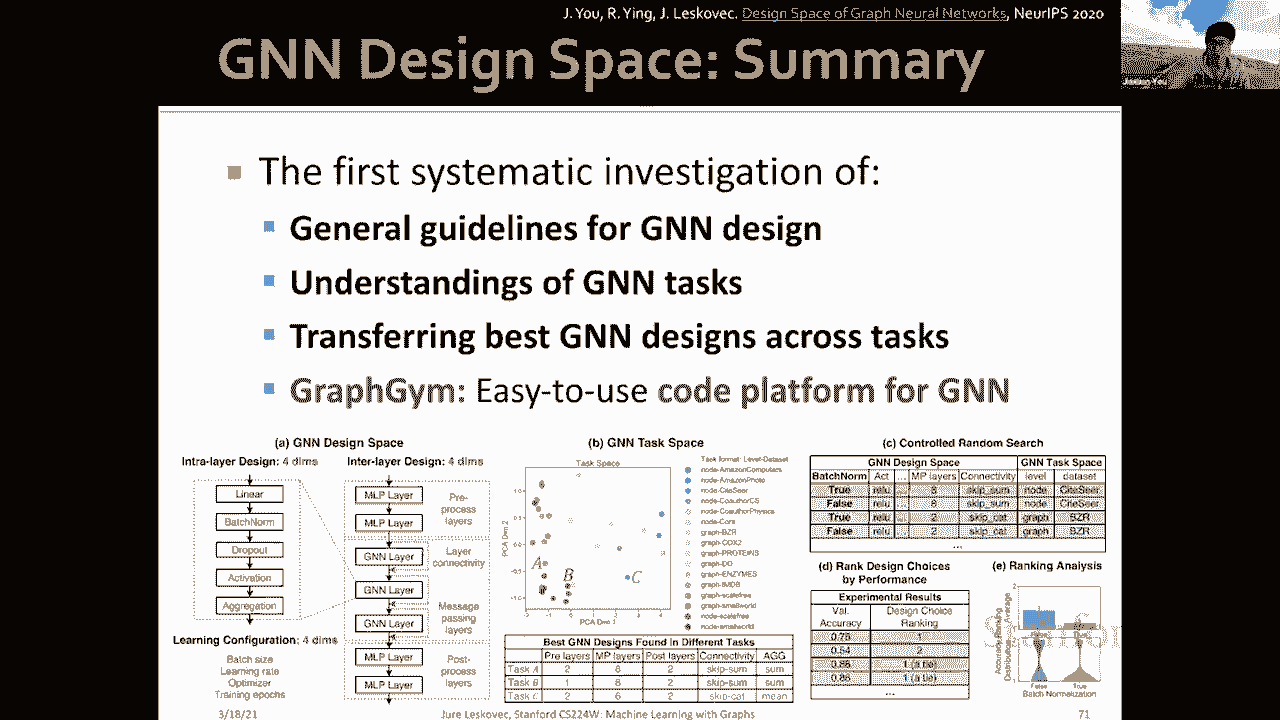 J. You, R. Ying, J. Leskovec. Design Space of Graph Neural Networks, NeurIPS 2020
GNN Design Space: Summary
The first systematic investigation of:
General guidelines for GNN design
Understandings of GNN tasks
Transferring best GNN designs across tasks
GraphGym: Easy-to-use code platform for GNN
(a) GNN Design Space
Intra-layer Design: 4 dims
Inter-layer Design: 4 dims
Linear
BatchNorm
Dropout
Activation
Aggregation
MLP Layer
MLP Layer
GNN Layer
GNN Layer
GNN Layer
MLP Layer
MLP Layer
Pre-process layers
Layer connectivity
Message passing layers
Post-process layers
Learning Configuration: 4 dims
Batch size
Learning rate
Optimizer
Training epochs
(b) GNN Task Space
Task Space
PCA Dim 2
PCA Dim 1
A
B
C
Task format: Level-Dataset
node-AmazonComputers
node-AmazonPhoto
node-CiteSeer
node-CoauthorCS
node-CoauthorPhysics
node-Cora
graph-BZR
graph-COX2
graph-PROTEINS
graph-DD
graph-ENZYMES
graph-IMDB
graph-scalefree
graph-smallworld
node-scalefree
node-smallworld
Best GNN Designs Found in Different Tasks
Pre layers MP layers Post layers Connectivity AGG
Task A 2 8 2 skip-sum sum
Task B 1 8 2 skip-sum sum
Task C 2 6 2 skip-cat mean
(c) Controlled Random Search
GNN Design Space GNN Task Space
BatchNorm Act ... MP layers Connectivity level dataset
True relu ... 8 skip_sum node CiteSeer
False relu ... 8 skip_sum node CiteSeer
True relu ... 2 skip_cat graph BZR
False relu ... 2 skip_cat graph BZR
...
(d) Rank Design Choices by Performance
Experimental Results
Val. Accuracy Design Choice Ranking
0.75
0.54 2
0.88 1 (a tie)
0.88 1 (a tie)
...
(e) Ranking Analysis
False True
Batch Normalization
3/18/21
Jure Leskovec, Stanford CS224W: Machine Learning with Graphs
71